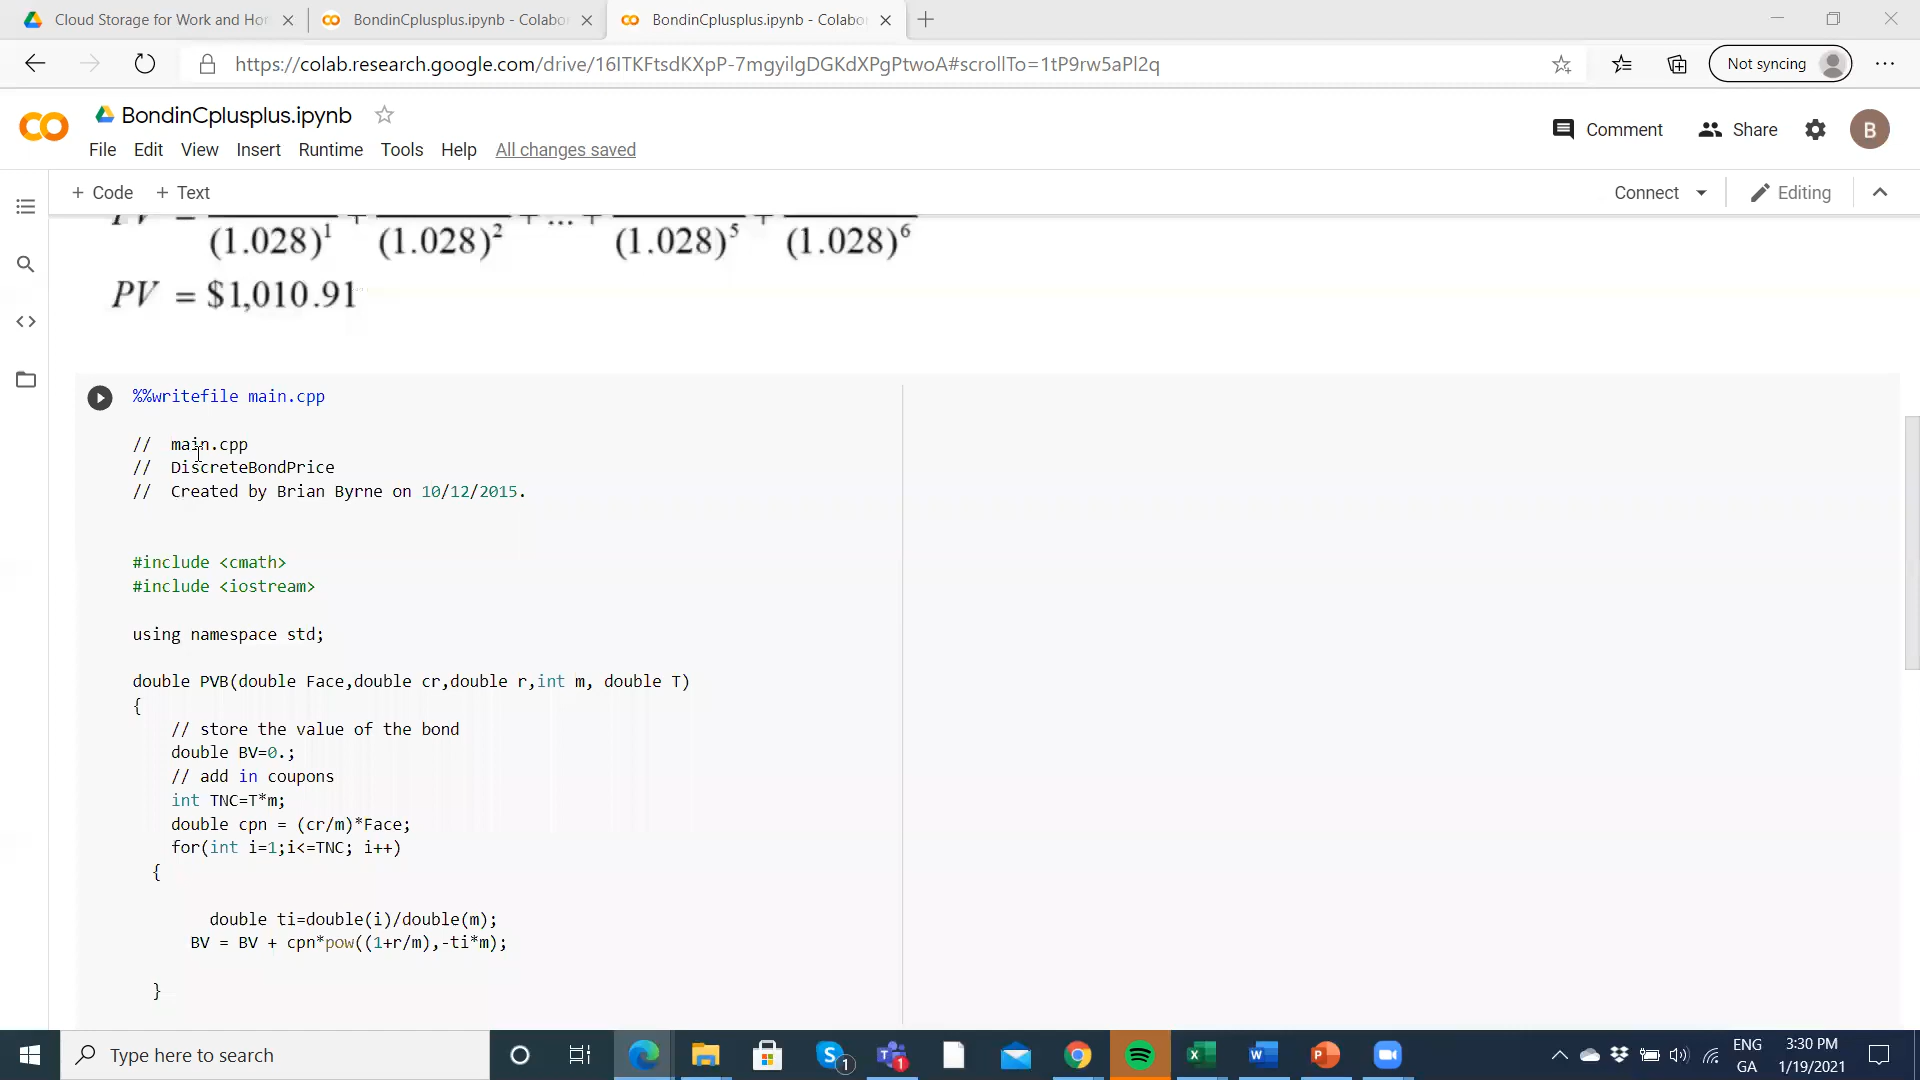 Cloud Storage for Work and Ho
BondinCplusplus.ipynb - Colabo
BondinCplusplus.ipynb - Colabo
https://colab.research.google.com/drive/16ITKFtsdKXpP-7mgyilgDGKdXPgPtwoA#scrollTo=1tP9rw5aPl2q
Not syncing
BondinCplusplus.ipynb
Comment
Share
B
File Edit View Insert Runtime Tools Help All changes saved
+ Code + Text
Connect
Editing
(1.028)¹ (1.028)² (1.028)⁵ (1.028)⁶
PV = $1,010.91
%%writefile main.cpp
// main.cpp
// DiscreteBondPrice
// Created by Brian Byrne on 10/12/2015.
#include <cmath>
#include <iostream>
using namespace std;
double PVB(double Face,double cr,double r,int m, double T)
{
// store the value of the bond
double BV=0.;
// add in coupons
int TNC=T*m;
double cpn = (cr/m)*Face;
for(int i=1;i<=TNC; i++)
{
double ti=double(i)/double(m);
BV = BV + cpn*pow((1+r/m),-ti*m);
}
Type here to search
1
1
ENG
GA
3:30 PM
1/19/2021